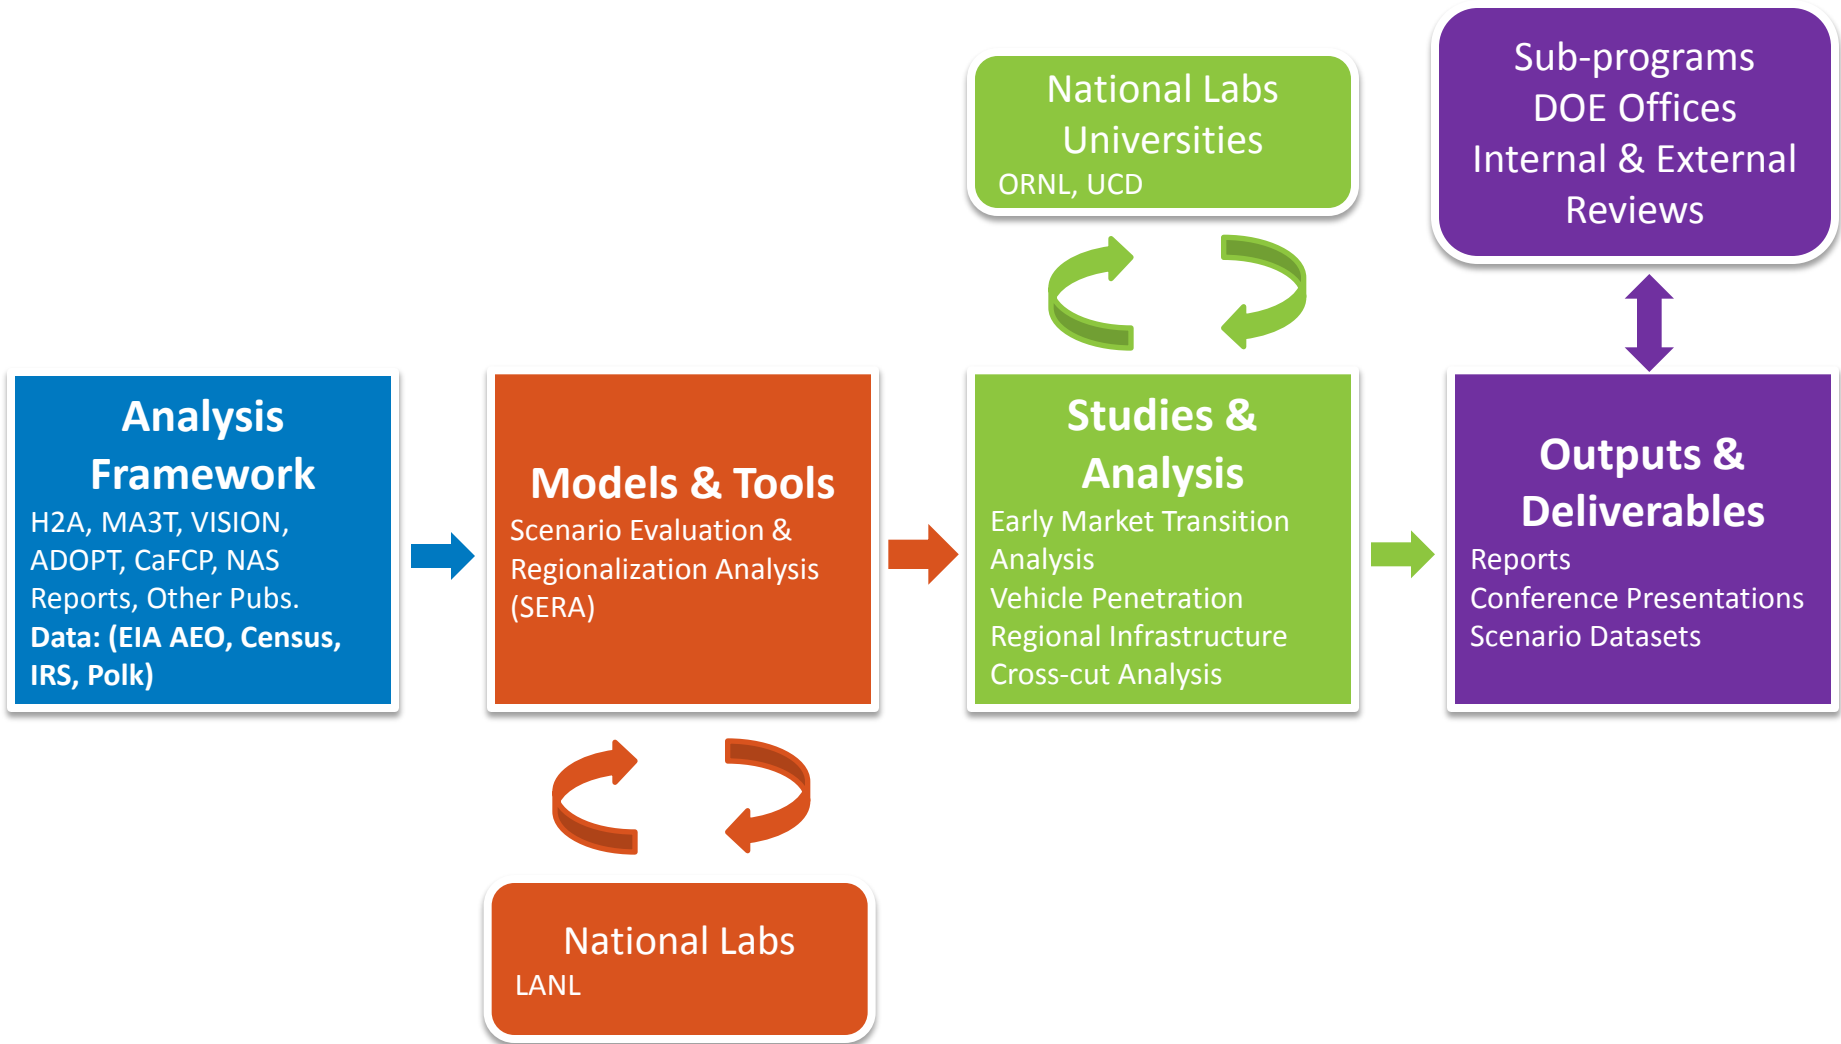 National Labs
Universities
ORNL, UCD
Sub-programs
DOE Offices
Internal & External
Reviews
Analysis
Framework
H2A, MA3T, VISION,
ADOPT, CaFCP, NAS
Reports, Other Pubs.
Data: (EIA AEO, Census,
IRS, Polk)
Models & Tools
Scenario Evaluation &
Regionalization Analysis
(SERA)
Studies &
Analysis
Early Market Transition
Analysis
Vehicle Penetration
Regional Infrastructure
Cross-cut Analysis
Outputs &
Deliverables
Reports
Conference Presentations
Scenario Datasets
National Labs
LANL